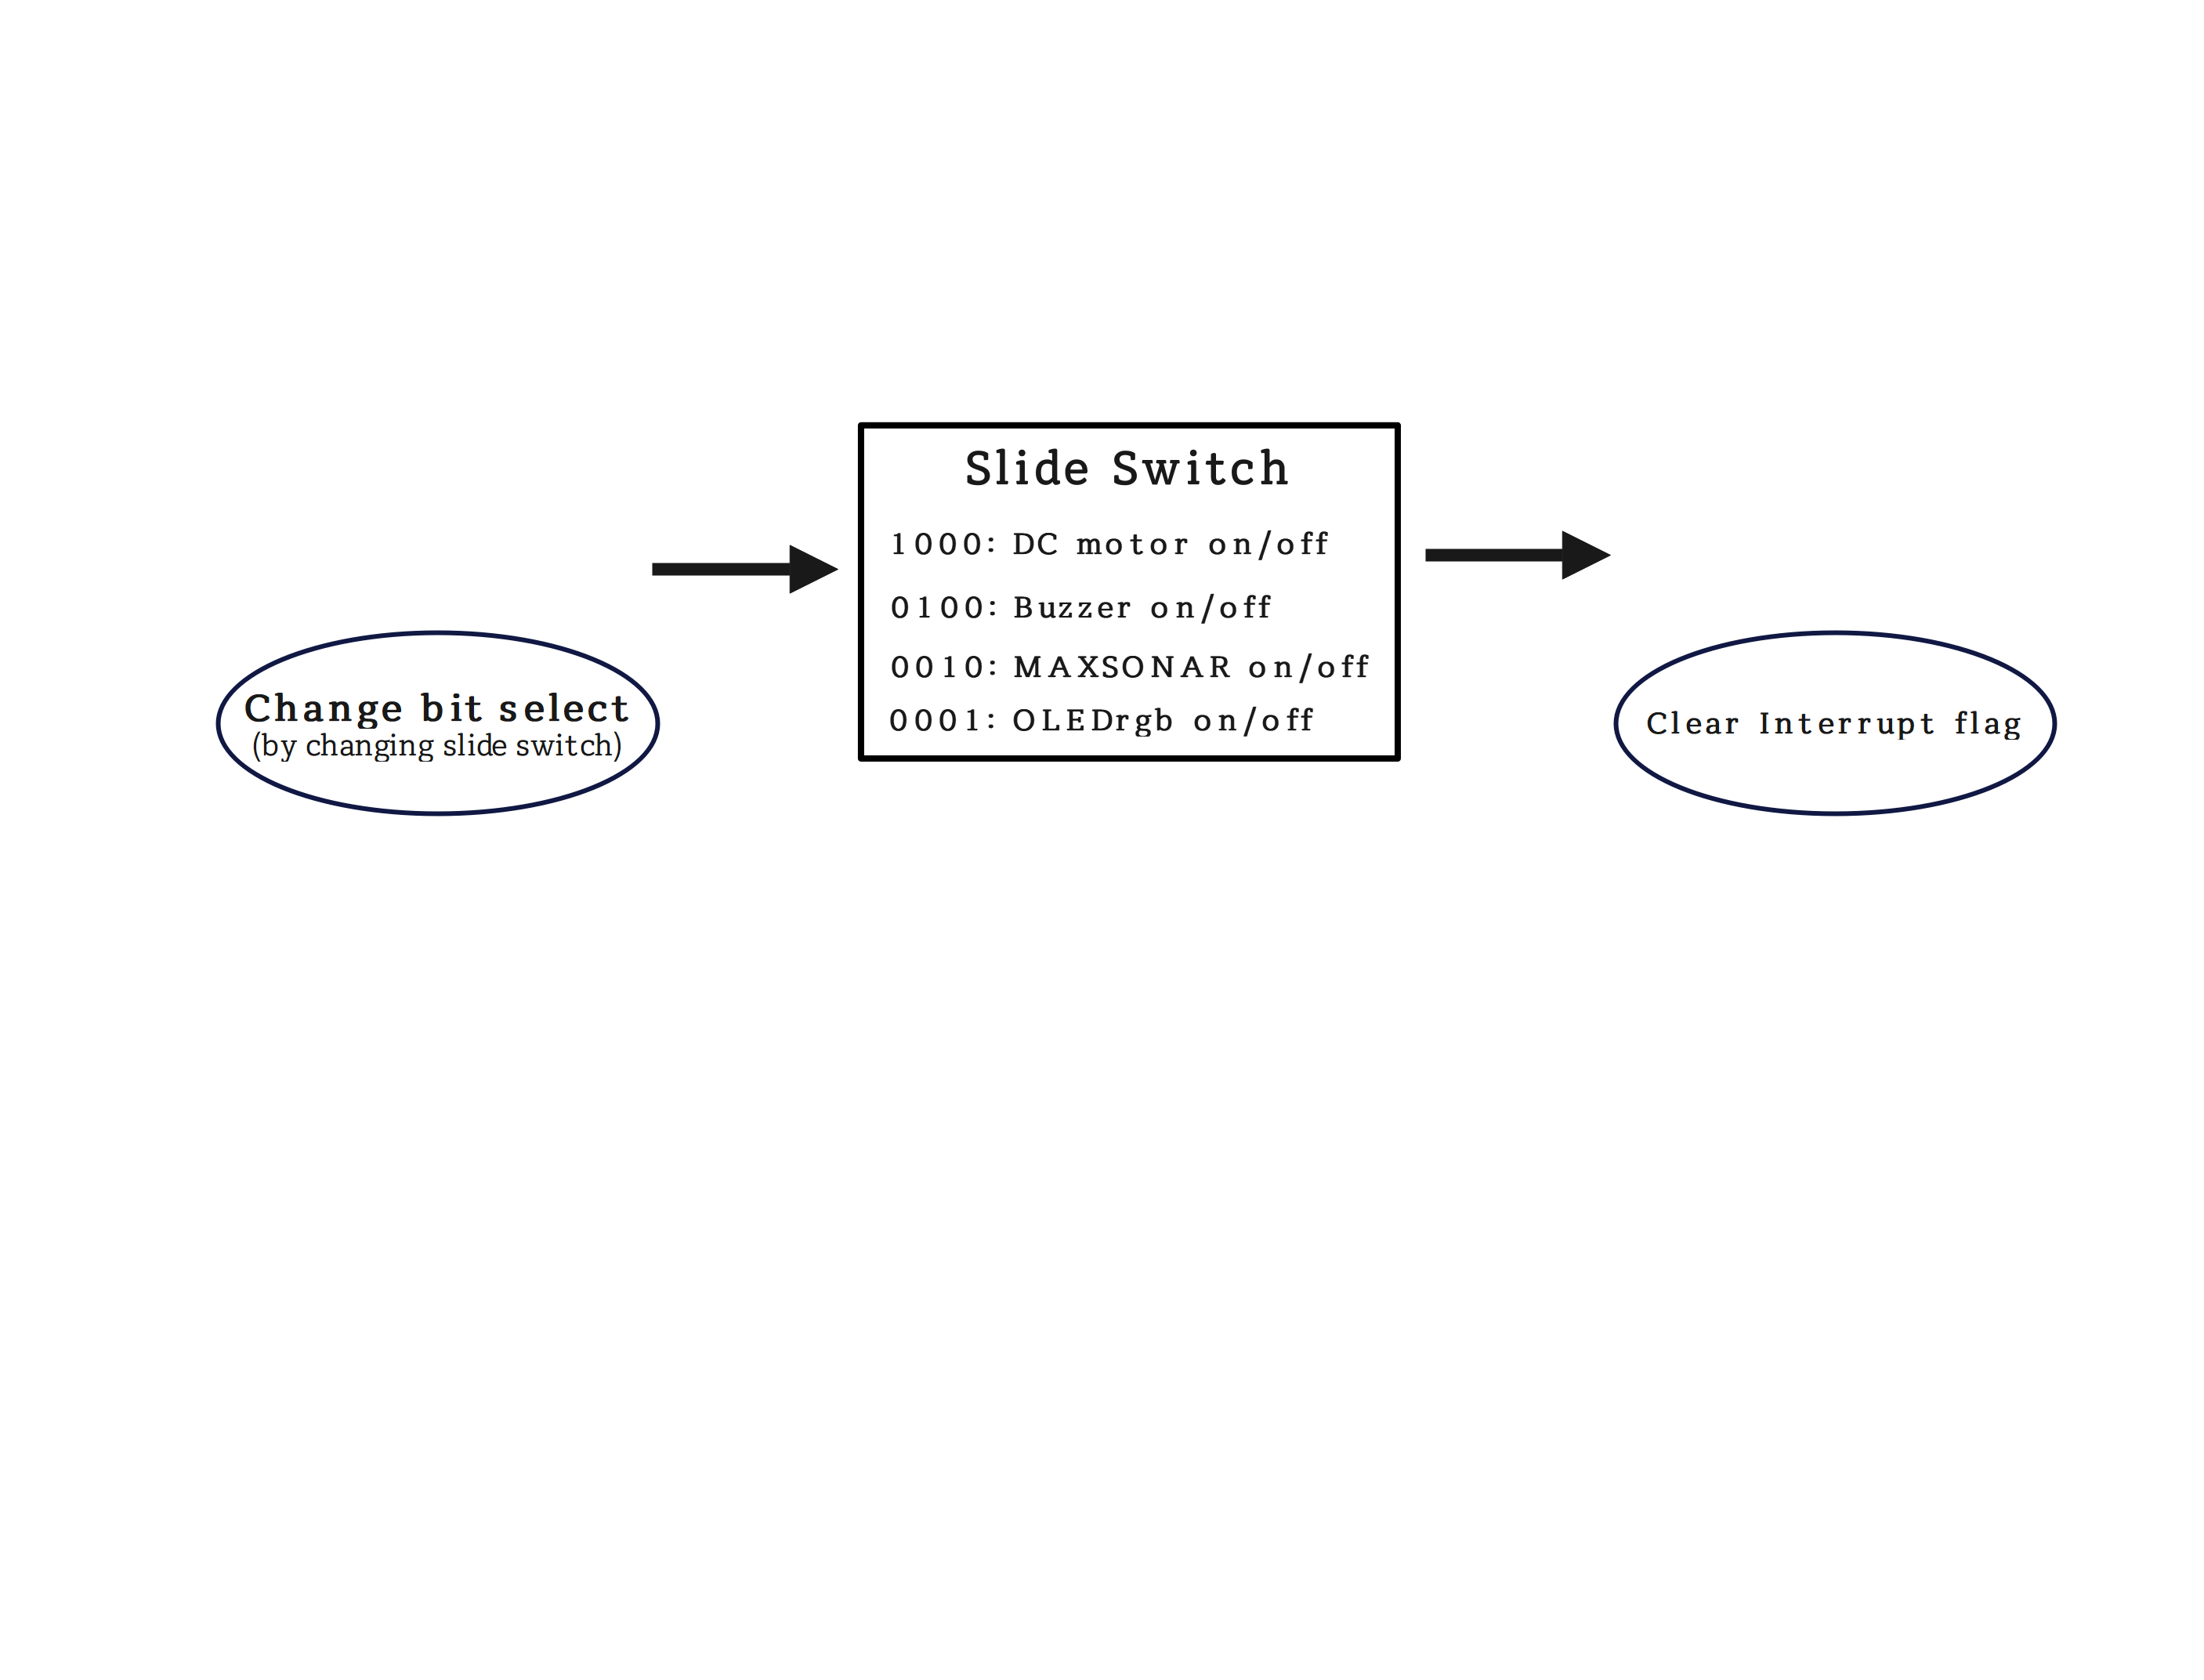 Change bit select
(by changing slide switch)
Slide Switch
1000: DC motor on/off
0100: Buzzer on/off
0010: MAXSONAR on/off
0001: OLEDrgb on/off
Clear Interrupt flag